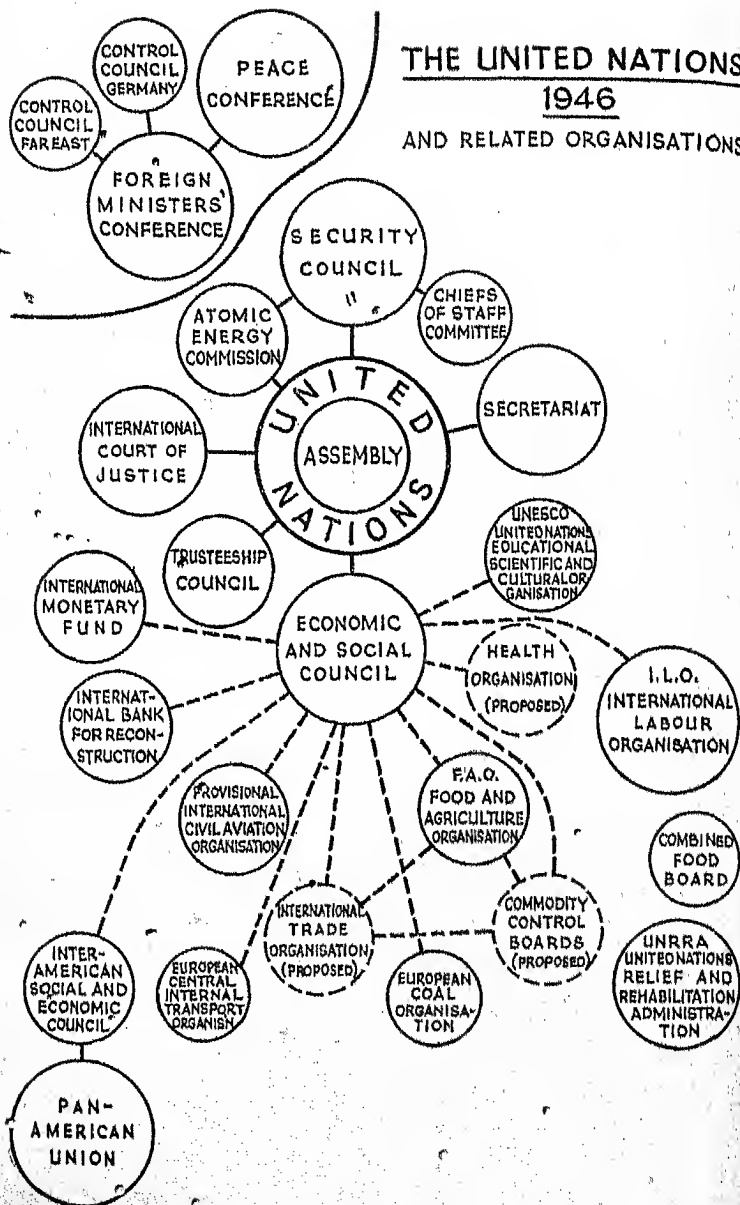 THE UNITED NATIONS
1946
AND RELATED ORGANISATIONS
CONTROL
COUNCIL
GERMANY
PEACE
CONFERENCE
CONTROL
COUNCIL
FAR EAST
FOREIGN
MINISTERS'
CONFERENCE
SECURITY
COUNCIL
ATOMIC
ENERGY
COMMISSION
CHIEFS
OF STAFF
COMMITTEE
UNITED
NATIONS
ASSEMBLY
SECRETARIAT
INTERNATIONAL
COURT OF
JUSTICE
TRUSTEESHIP
COUNCIL
UNESCO
UNITED NATIONS
EDUCATIONAL
SCIENTIFIC AND
CULTURAL OR
GANISATION
INTERNATIONAL
MONETARY
FUND
ECONOMIC
AND SOCIAL
COUNCIL
HEALTH
ORGANISATION
(PROPOSED)
I.L.O.
INTERNATIONAL
LABOUR
ORGANISATION
INTERNAT-
IONAL BANK
FOR RECON-
STRUCTION
PROVISIONAL
INTERNATIONAL
CIVIL AVIATION
ORGANISATION
F.A.O.
FOOD AND
AGRICULTURE
ORGANISATION
COMBINED
FOOD
BOARD
INTERNATIONAL
TRADE
ORGANISATION
(PROPOSED)
COMMODITY
CONTROL
BOARDS
(PROPOSED)
INTER-
AMERICAN
SOCIAL AND
ECONOMIC
COUNCIL
EUROPEAN
CENTRAL
INTERNAL
TRANSPORT
ORGANISN
EUROPEAN
COAL
ORGANISA-
TION
UNRRA
UNITED NATIONS
RELIEF AND
REHABILITATION
ADMINISTRA-
TION
PAN-
AMERICAN
UNION